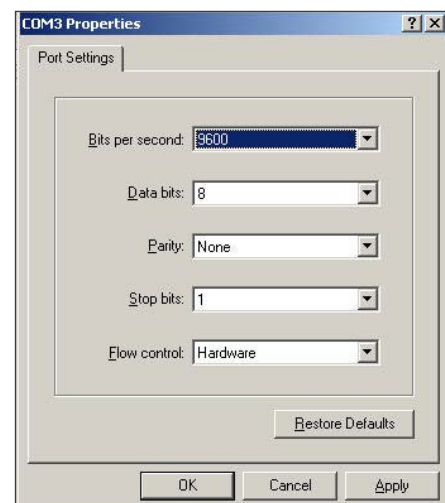 COM3 Properties
Port Settings
Bits per second: 9600
Data bits: 8
Parity: None
Stop bits: 1
Flow control: Hardware
Restore Defaults
OK Cancel Apply